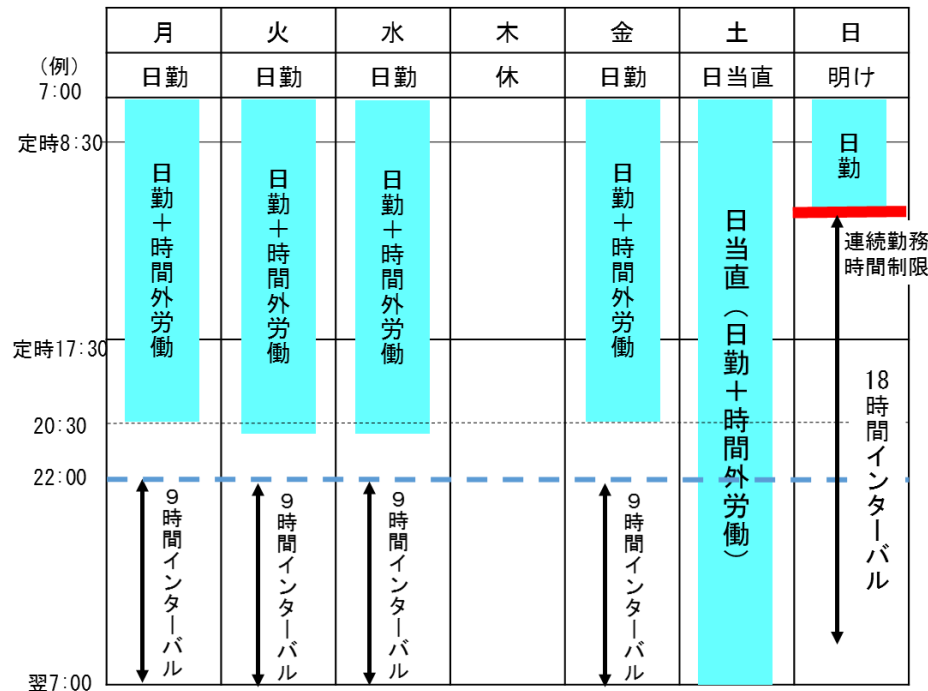 月 火 水 木 金 土 日
(例)
7:00
日勤 日勤 日勤 休 日勤 日当直 明け
定時8:30
日勤+時間外労働
日勤+時間外労働
日勤+時間外労働
日勤+時間外労働
日当直(日勤+時間外労働)
日勤
連続勤務
時間制限
定時17:30
20:30
22:00
9時間インターバル
9時間インターバル
9時間インターバル
9時間インターバル
18時間インターバル
翌7:00